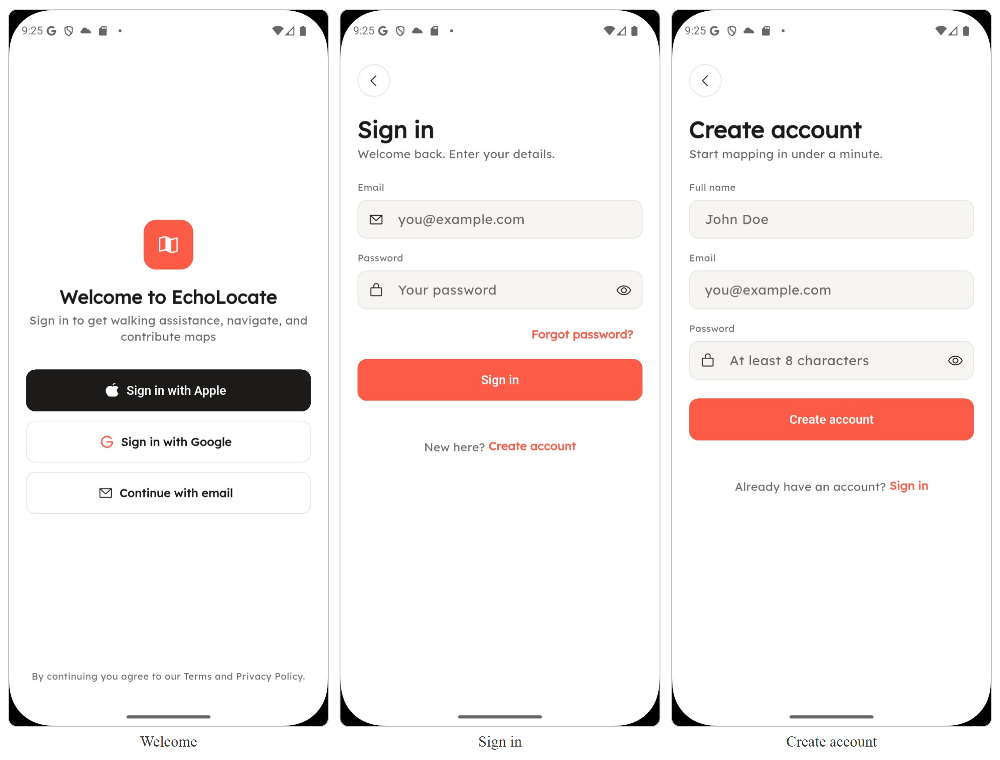 9:25
Welcome to EchoLocate
Sign in to get walking assistance, navigate, and
contribute maps
Sign in with Apple
Sign in with Google
Continue with email
By continuing you agree to our Terms and Privacy Policy.
Welcome
9:25
Sign in
Welcome back. Enter your details.
Email
you@example.com
Password
Your password
Forgot password?
Sign in
New here? Create account
Sign in
9:25
Create account
Start mapping in under a minute.
Full name
John Doe
Email
you@example.com
Password
At least 8 characters
Create account
Already have an account? Sign in
Create account